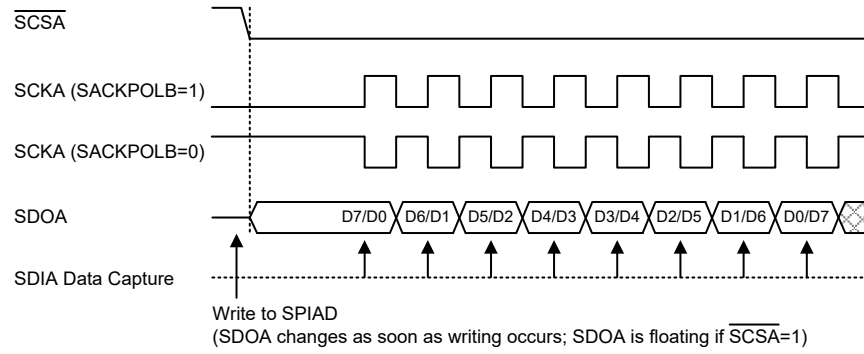 SCSA
SCKA (SACKPOLB=1)
SCKA (SACKPOLB=0)
SDOA
D7/D0 D6/D1 D5/D2 D4/D3 D3/D4 D2/D5 D1/D6 D0/D7
SDIA Data Capture
Write to SPIAD
(SDOA changes as soon as writing occurs; SDOA is floating if SCSA=1)